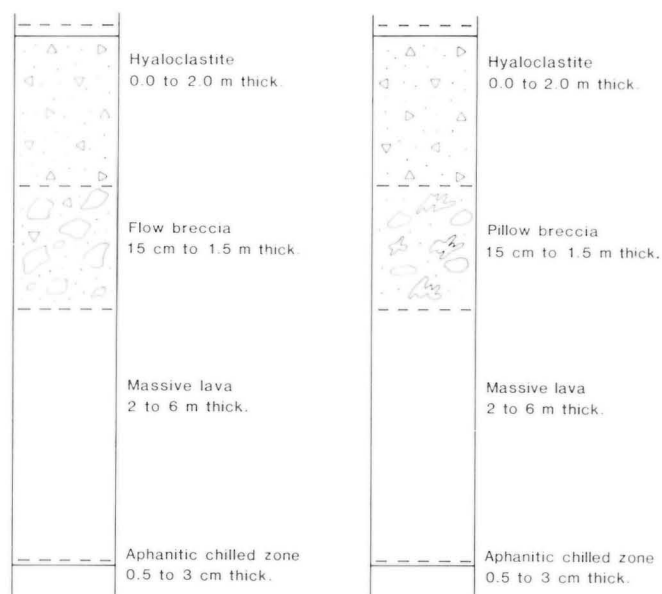 Hyaloclastite
0.0 to 2.0 m thick.
Flow breccia
15 cm to 1.5 m thick.
Massive lava
2 to 6 m thick.
Aphanitic chilled zone
0.5 to 3 cm thick.
Hyaloclastite
0.0 to 2.0 m thick.
Pillow breccia
15 cm to 1.5 m thick.
Massive lava
2 to 6 m thick.
Aphanitic chilled zone
0.5 to 3 cm thick.